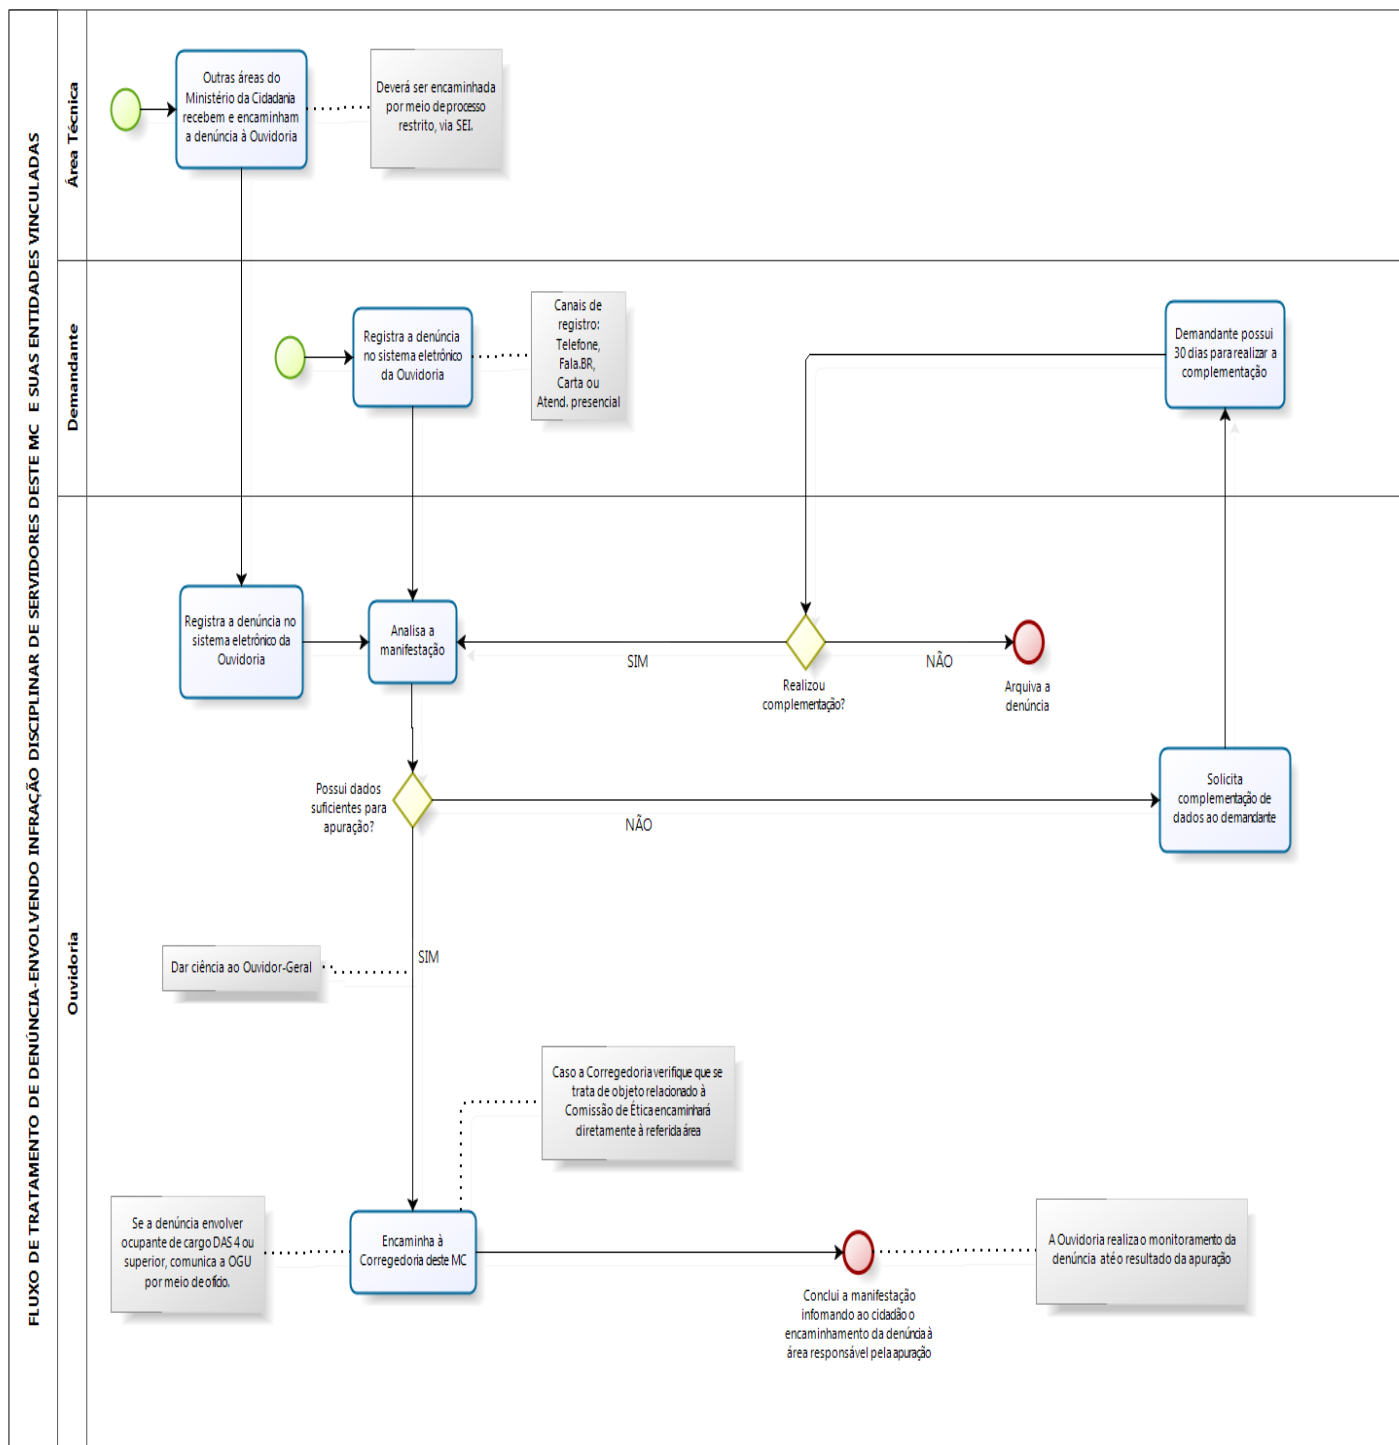 FLUXO DE TRATAMENTO DE DENÚNCIA-ENVOLVENDO INFRAÇÃO DISCIPLINAR DE SERVIDORES DESTE MC E SUAS ENTIDADES VINCULADAS
Área Técnica
Outras áreas do
Ministério da Cidadania
recebem e encaminham
a denúncia à Ouvidoria
Deverá ser encaminhada
por meio de processo
restrito, via SEI.
Demandante
Registra a denúncia
no sistema eletrônico
da Ouvidoria
Canais de
registro:
Telefone,
Fala.BR,
Carta ou
Atend. presencial
Demandante possui
30 dias para realizar a
complementação
Ouvidoria
Registra a denúncia no
sistema eletrônico da
Ouvidoria
Analisa a
manifestação
SIM
Realizou
complementação?
NÃO
Arquiva a
denúncia
Possui dados
suficientes para
apuração?
NÃO
Solicita
complementação de
dados ao demandante
SIM
Dar ciência ao Ouvidor-Geral
Caso a Corregedoria verifique que se
trata de objeto relacionado à
Comissão de Ética encaminhará
diretamente à referida área
Se a denúncia envolver
ocupante de cargo DAS 4 ou
superior, comunica a OGU
por meio de ofício.
Encaminha à
Corregedoria deste MC
Conclui a manifestação
infomando ao cidadão o
encaminhamento da denúncia à
área responsável pela apuração
A Ouvidoria realiza o monitoramento da
denúncia até o resultado da apuração